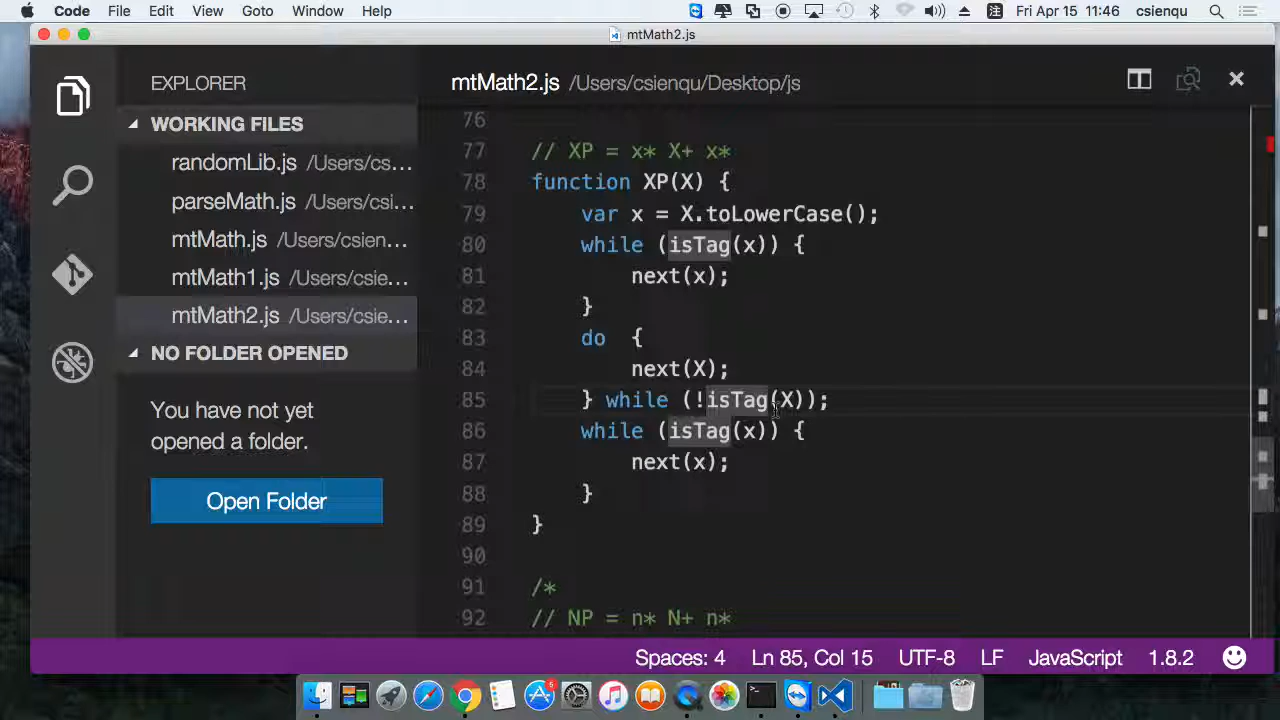 Code File Edit View Goto Window Help 注 Fri Apr 15 11:46 csienqu
mtMath2.js
EXPLORER
WORKING FILES
randomLib.js /Users/cs...
parseMath.js /Users/csi...
mtMath.js /Users/csien...
mtMath1.js /Users/csie...
mtMath2.js /Users/csie...
NO FOLDER OPENED
You have not yet
opened a folder.
Open Folder
mtMath2.js /Users/csienqu/Desktop/js
76
77 // XP = x* X+ x*
78 function XP(X) {
79 var x = X.toLowerCase();
80 while (isTag(x)) {
81 next(x);
82 }
83 do {
84 next(X);
85 } while (!isTag(X));
86 while (isTag(x)) {
87 next(x);
88 }
89 }
90
91 /*
92 // NP = n* N+ n*
Spaces: 4 Ln 85, Col 15 UTF-8 LF JavaScript 1.8.2